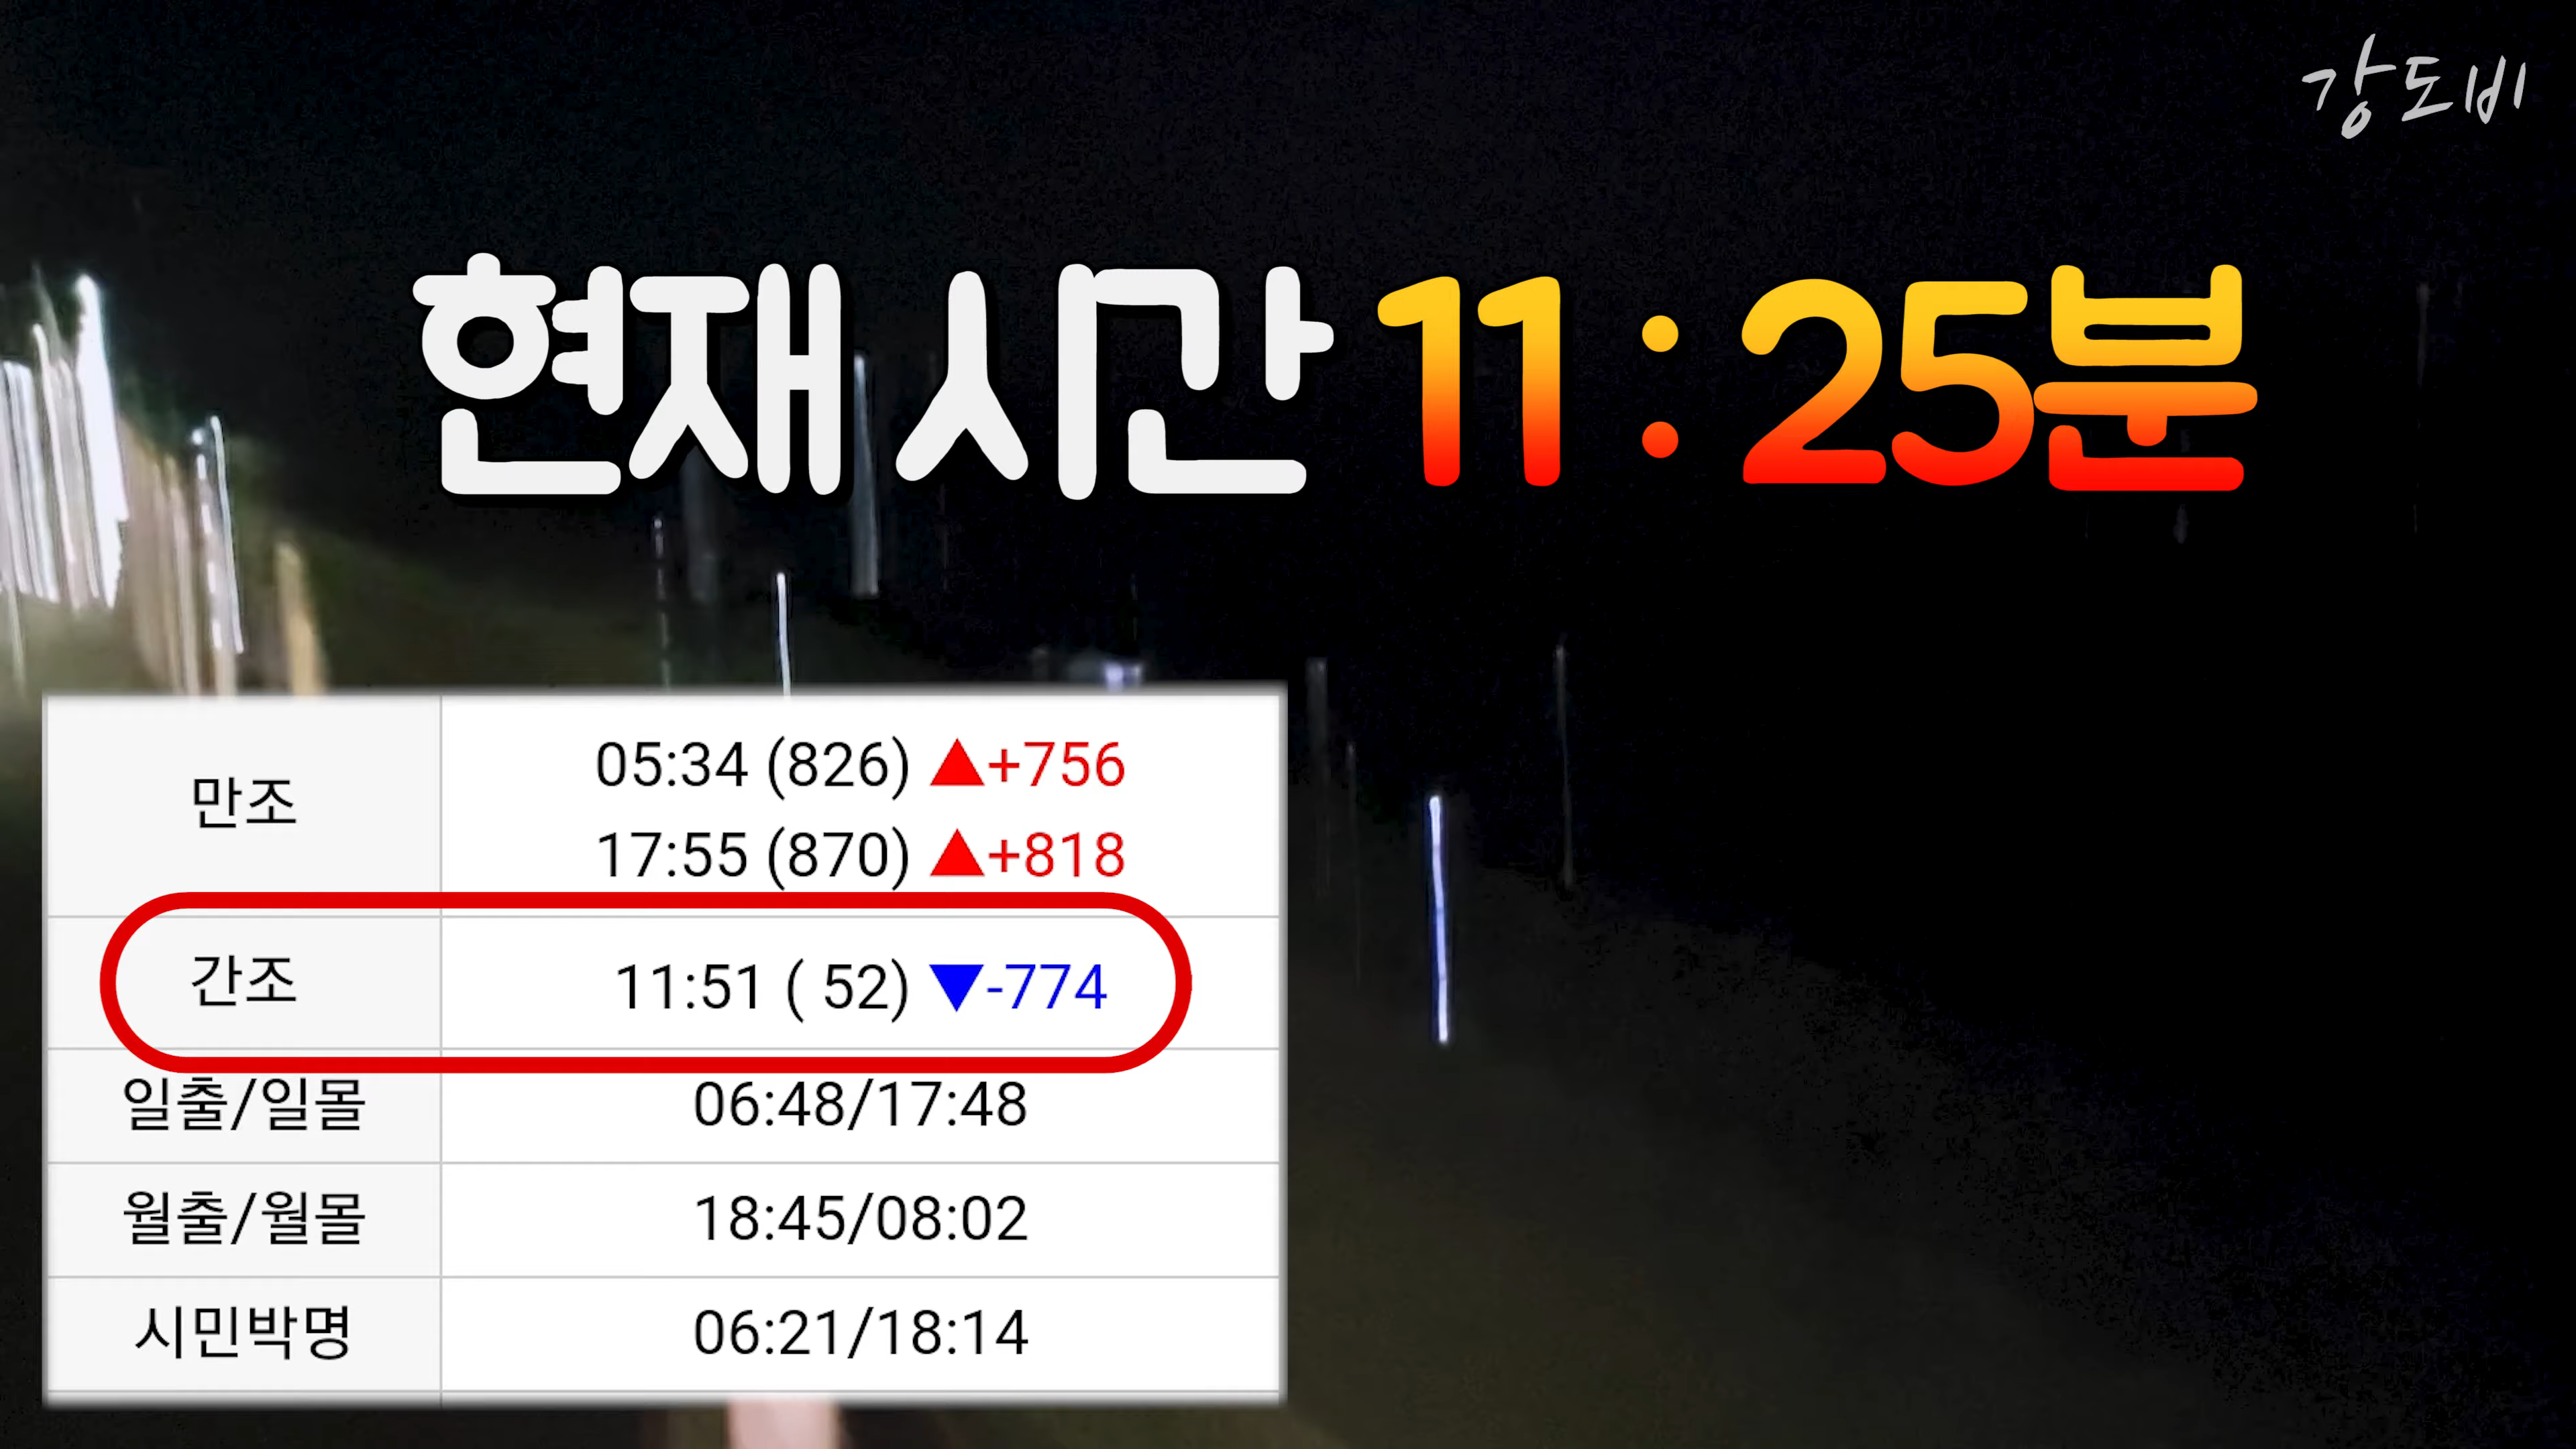 강도비
현재 시간 11 : 25분
만조
05:34 (826) ▲+756
17:55 (870) ▲+818
간조
11:51 ( 52) ▼-774
일출/일몰
06:48/17:48
월출/월몰
18:45/08:02
시민박명
06:21/18:14